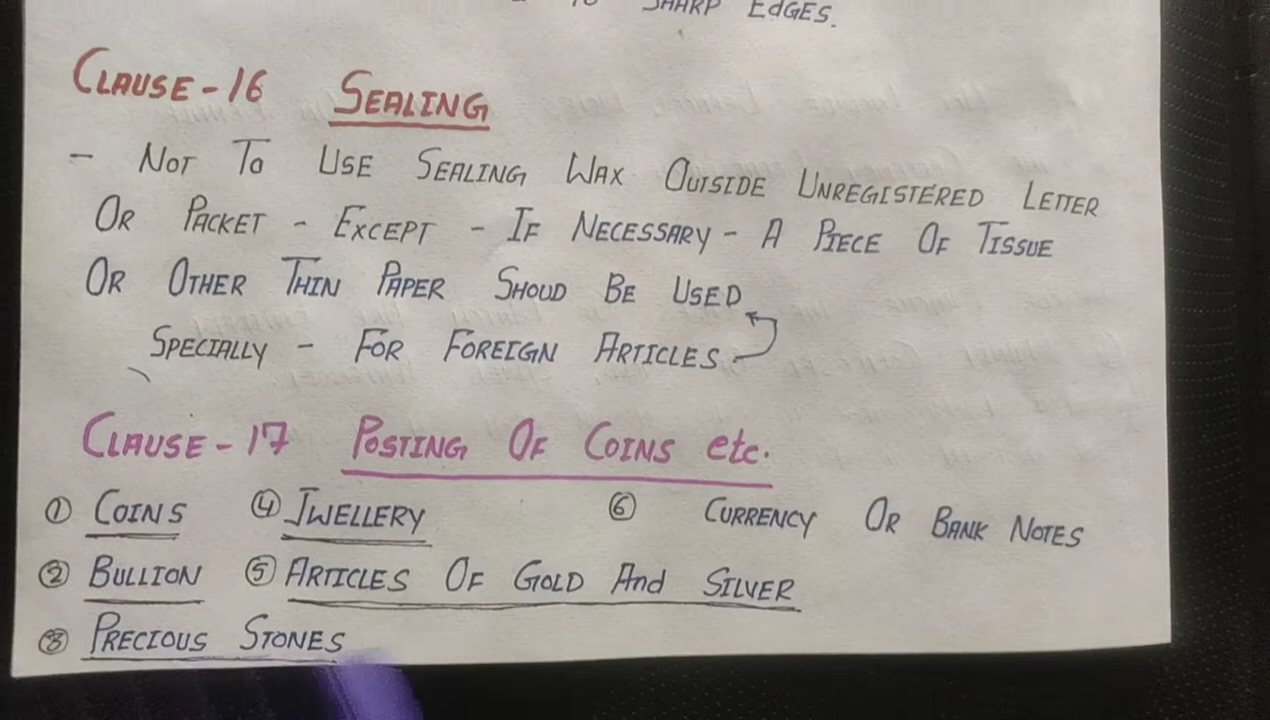 SHARP EDGES.
CLAUSE-16 SEALING
- NOT TO USE SEALING WAX OUTSIDE UNREGISTERED LETTER
OR PACKET - EXCEPT - IF NECESSARY - A PIECE OF TISSUE
OR OTHER THIN PAPER SHOUD BE USED
SPECIALLY - FOR FOREIGN ARTICLES
CLAUSE-17 POSTING OF COINS etc.
① COINS ④ JWELLERY ⑥ CURRENCY OR BANK NOTES
② BULLION ⑤ ARTICLES OF GOLD And SILVER
③ PRECIOUS STONES